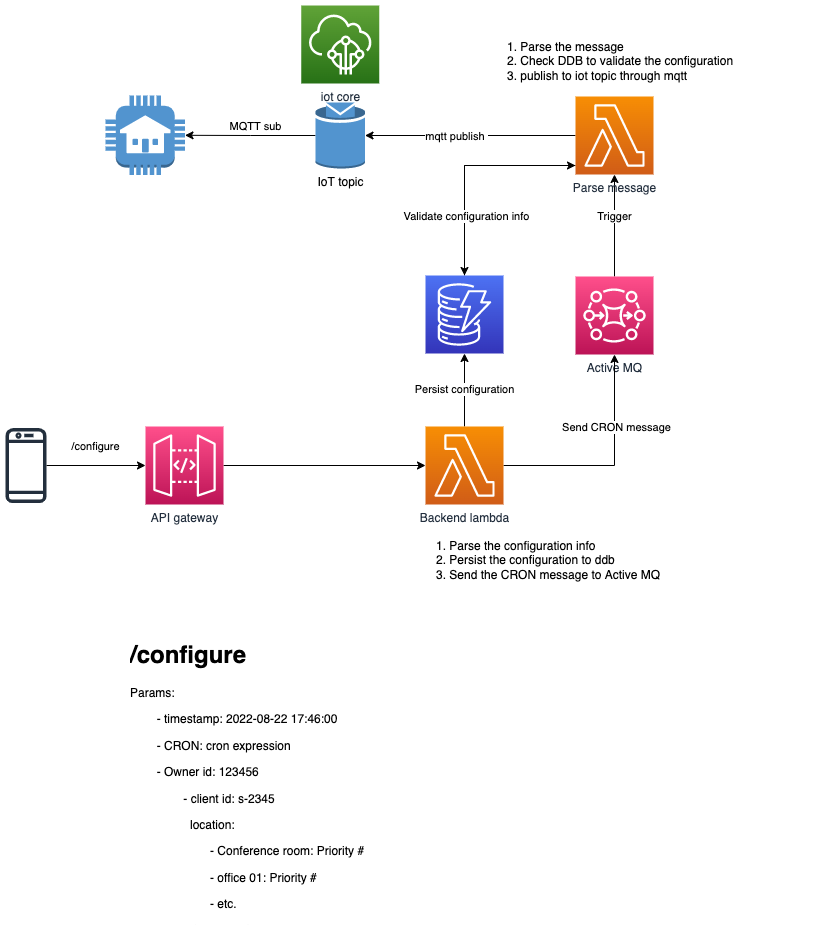 1. Parse the message
2. Check DDB to validate the configuration
3. publish to iot topic through mqtt
iot core
MQTT sub
mqtt publish
IoT topic
Parse message
Validate configuration info
Trigger
Active MQ
Persist configuration
Send CRON message
/configure
</>
API gateway
Backend lambda
1. Parse the configuration info
2. Persist the configuration to ddb
3. Send the CRON message to Active MQ
/configure
Params:
- timestamp: 2022-08-22 17:46:00
- CRON: cron expression
- Owner id: 123456
- client id: s-2345
location:
- Conference room: Priority #
- office 01: Priority #
- etc.